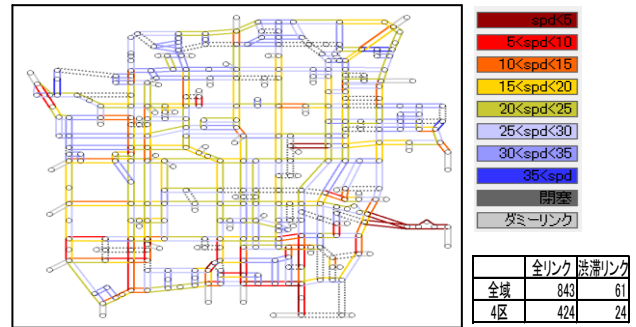 spd<5
5<spd<10
10<spd<15
15<spd<20
20<spd<25
25<spd<30
30<spd<35
35<spd
閉塞
ダミーリンク
全リンク 渋滞リンク
全域 843 61
4区 424 24